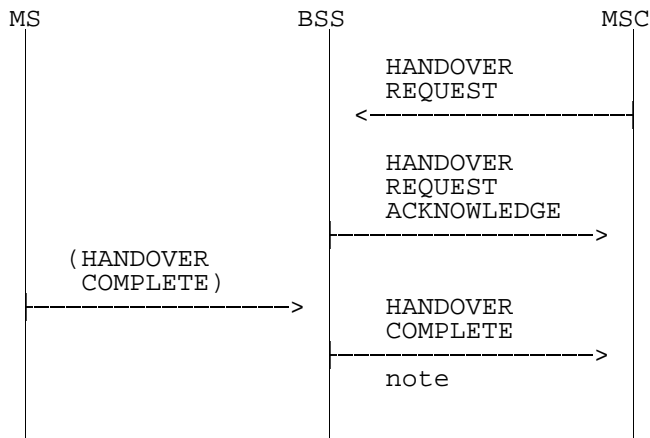 MS BSS MSC
HANDOVER
REQUEST
HANDOVER
REQUEST
ACKNOWLEDGE
(HANDOVER
COMPLETE)
HANDOVER
COMPLETE
note